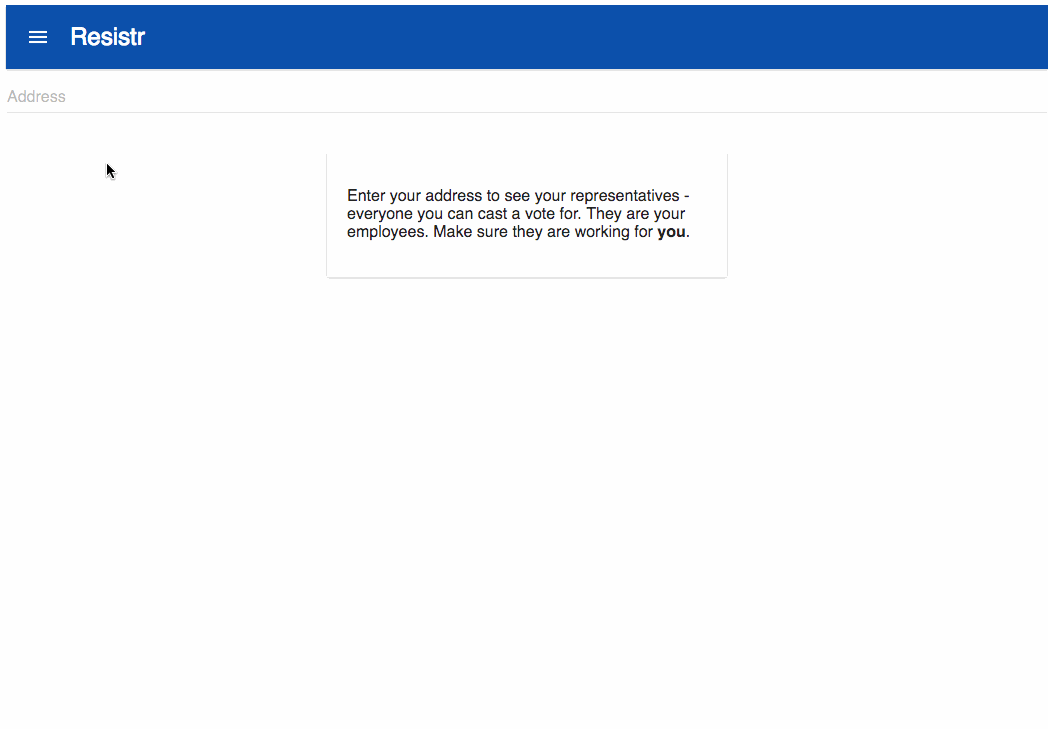 Resistr
Address
Enter your address to see your representatives -
everyone you can cast a vote for. They are your
employees. Make sure they are working for you.